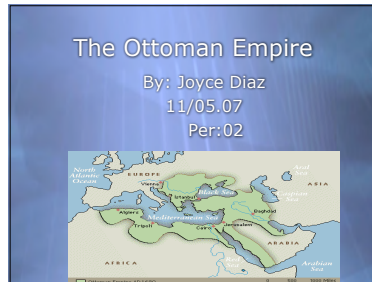 The Ottoman Empire
By: Joyce Diaz
11/05.07
Per:02
North
Atlantic
Ocean
EUROPE
Vienna
Aral
Sea
ASIA
Black Sea
Caspian
Sea
Istanbul
Algiers
Mediterranean Sea
Baghdad
Tripoli
Cairo
Jerusalem
ARABIA
AFRICA
Red
Sea
Arabian
Sea